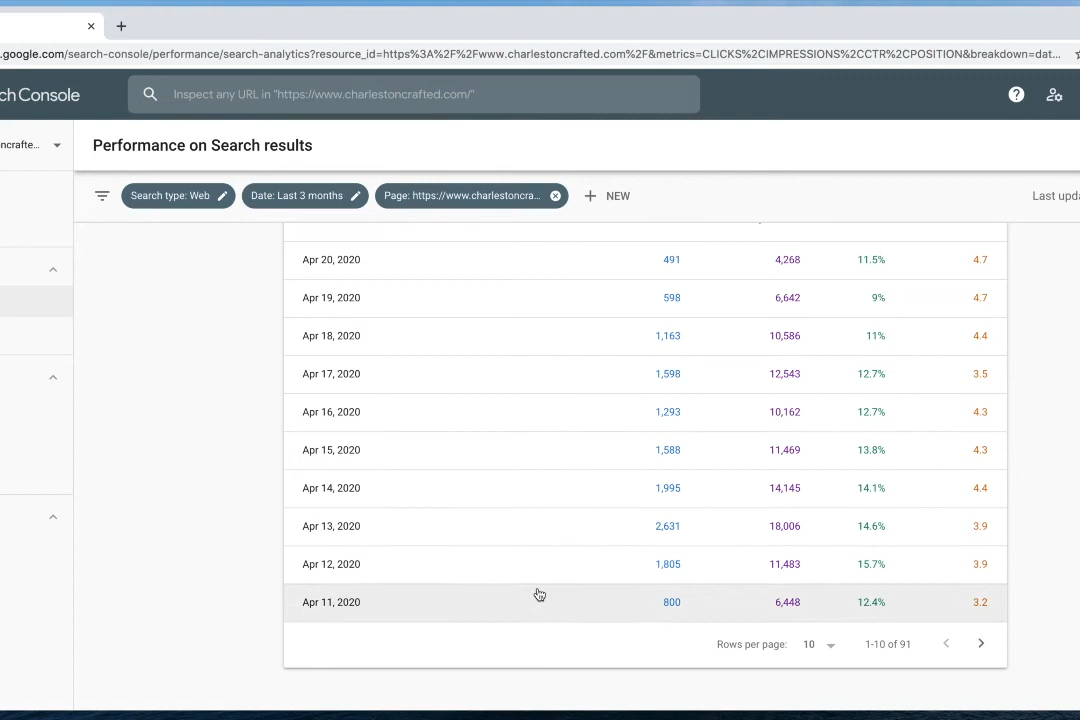 .google.com/search-console/performance/search-analytics?resource_id=https%3A%2F%2Fwww.charlestoncrafted.com%2F&metrics=CLICKS%2CIMPRESSIONS%2CCTR%2CPOSITION&breakdown=dat...
ch Console
Inspect any URL in "https://www.charlestoncrafted.com/"
ncrafte...
Performance on Search results
Search type: Web
Date: Last 3 months
Page: https://www.charlestoncra...
NEW
Last upda
Apr 20, 2020 491 4,268 11.5% 4.7
Apr 19, 2020 598 6,642 9% 4.7
Apr 18, 2020 1,163 10,586 11% 4.4
Apr 17, 2020 1,598 12,543 12.7% 3.5
Apr 16, 2020 1,293 10,162 12.7% 4.3
Apr 15, 2020 1,588 11,469 13.8% 4.3
Apr 14, 2020 1,995 14,145 14.1% 4.4
Apr 13, 2020 2,631 18,006 14.6% 3.9
Apr 12, 2020 1,805 11,483 15.7% 3.9
Apr 11, 2020 800 6,448 12.4% 3.2
Rows per page: 10 1-10 of 91